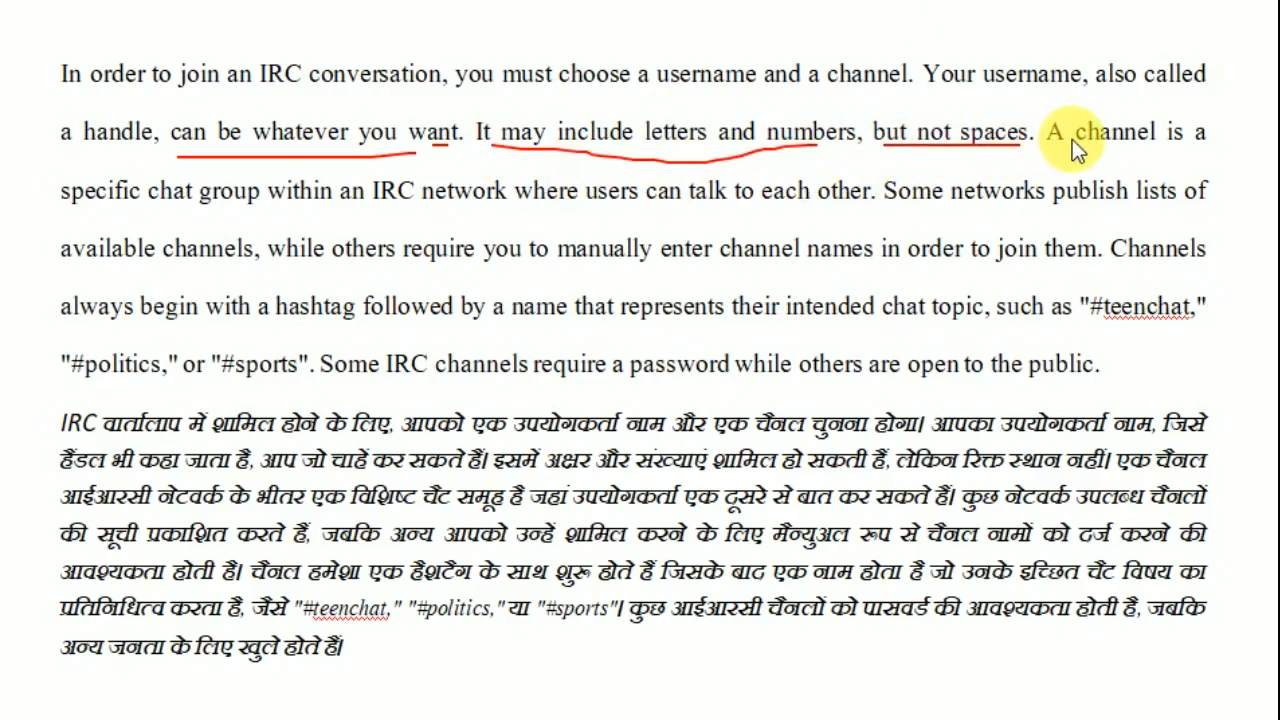 In order to join an IRC conversation, you must choose a username and a channel. Your username, also called
a handle, can be whatever you want. It may include letters and numbers, but not spaces. A channel is a
specific chat group within an IRC network where users can talk to each other. Some networks publish lists of
available channels, while others require you to manually enter channel names in order to join them. Channels
always begin with a hashtag followed by a name that represents their intended chat topic, such as "#teenchat,"
"#politics," or "#sports". Some IRC channels require a password while others are open to the public.
IRC वार्तालाप में शामिल होने के लिए, आपको एक उपयोगकर्ता नाम और एक चैनल चुनना होगा। आपका उपयोगकर्ता नाम, जिसे
हैंडल भी कहा जाता है, आप जो चाहें कर सकते हैं। इसमें अक्षर और संख्याएं शामिल हो सकती हैं, लेकिन रिक्त स्थान नहीं। एक चैनल
आईआरसी नेटवर्क के भीतर एक विशिष्ट चैट समूह है जहां उपयोगकर्ता एक दूसरे से बात कर सकते हैं। कुछ नेटवर्क उपलब्ध चैनलों
की सूची प्रकाशित करते हैं, जबकि अन्य आपको उन्हें शामिल करने के लिए मैन्युअल रूप से चैनल नामों को दर्ज करने की
आवश्यकता होती है। चैनल हमेशा एक हैशटैग के साथ शुरू होते हैं जिसके बाद एक नाम होता है जो उनके इच्छित चैट विषय का
प्रतिनिधित्व करता है, जैसे "#teenchat," "#politics," या "#sports"। कुछ आईआरसी चैनलों को पासवर्ड की आवश्यकता होती है, जबकि
अन्य जनता के लिए खुले होते हैं।